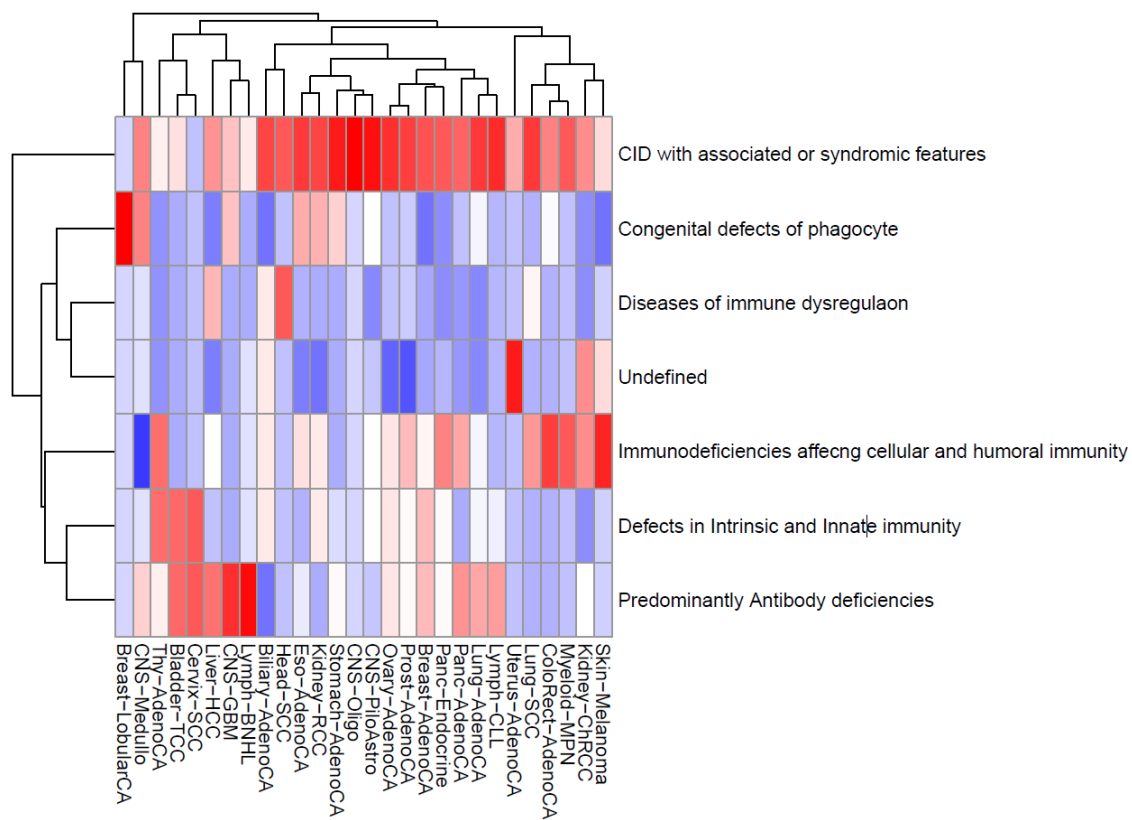 CID with associated or syndromic features
Congenital defects of phagocyte
Diseases of immune dysregulaon
Undefined
Immunodeficiencies affecng cellular and humoral immunity
Defects in Intrinsic and Innate immunity
Predominantly Antibody deficiencies
Breast-LobularCA
CNS-Medullo
Thy-AdenoCA
Bladder-TCC
Cervix-SCC
Liver-HCC
CNS-GBM
Lymph-BNHL
Biliary-AdenoCA
Head-SCC
Eso-AdenoCA
Kidney-RCC
Stomach-AdenoCA
CNS-Oligo
CNS-PiloAstro
Ovary-AdenoCA
Prost-AdenoCA
Breast-AdenoCA
Panc-Endocrine
Panc-AdenoCA
Lung-AdenoCA
Lymph-CLL
Uterus-AdenoCA
Lung-SCC
ColoRect-AdenoCA
Myeloid-MPN
Kidney-ChRCC
Skin-Melanoma